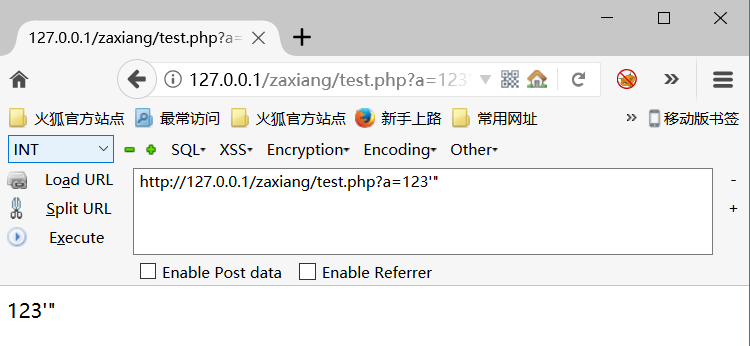 127.0.0.1/zaxiang/test.php?a=
127.0.0.1/zaxiang/test.php?a=123'
火狐官方站点 最常访问 火狐官方站点 新手上路 常用网址 移动版书签
INT SQL XSS Encryption Encoding Other
Load URL http://127.0.0.1/zaxiang/test.php?a=123'" -
Split URL +
Execute
Enable Post data Enable Referrer
123'"